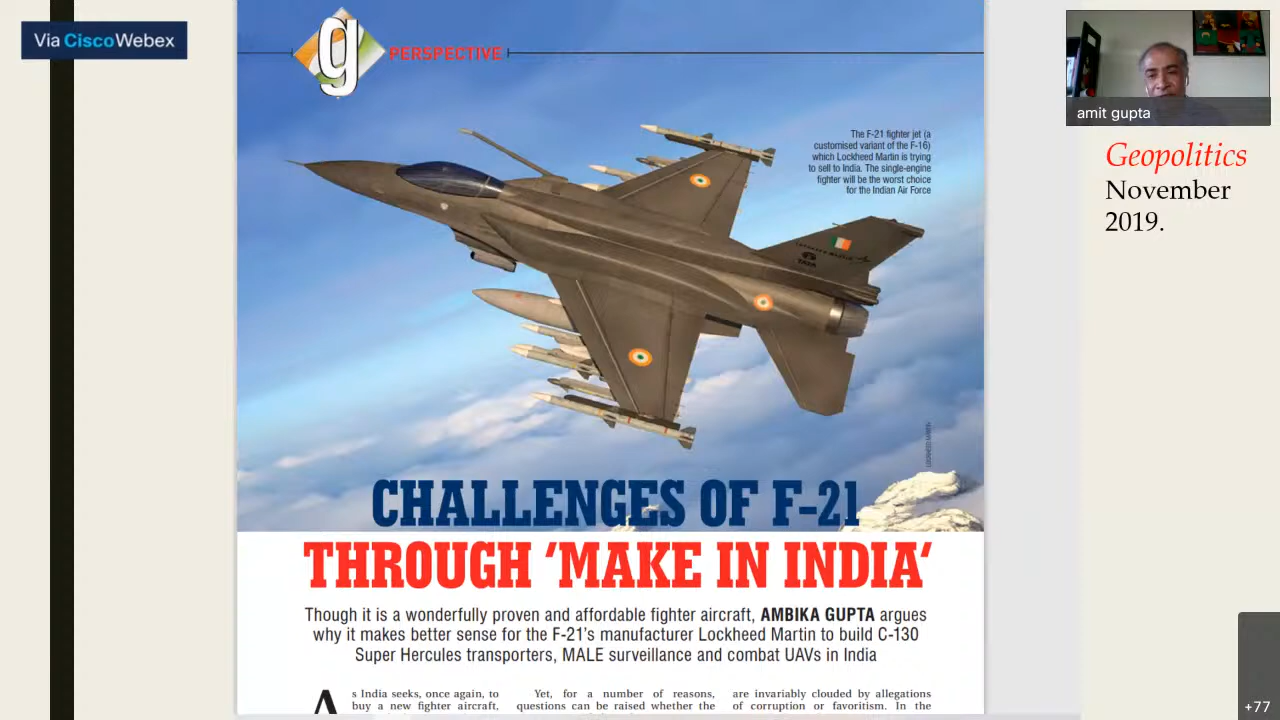 Via CiscoWebex
g
PERSPECTIVE
The F-21 fighter jet (a
customised variant of the F-16)
which Lockheed Martin is trying
to sell to India. The single-engine
fighter will be the worst choice
for the Indian Air Force
TATA
LOCKHEED MARTIN
CHALLENGES OF F-21
THROUGH ‘MAKE IN INDIA’
Though it is a wonderfully proven and affordable fighter aircraft, AMBIKA GUPTA argues
why it makes better sense for the F-21's manufacturer Lockheed Martin to build C-130
Super Hercules transporters, MALE surveillance and combat UAVs in India
As India seeks, once again, to
buy a new fighter aircraft,
Yet, for a number of reasons,
questions can be raised whether the
are invariably clouded by allegations
of corruption or favoritism. In the
amit gupta
Geopolitics
November
2019.
+77